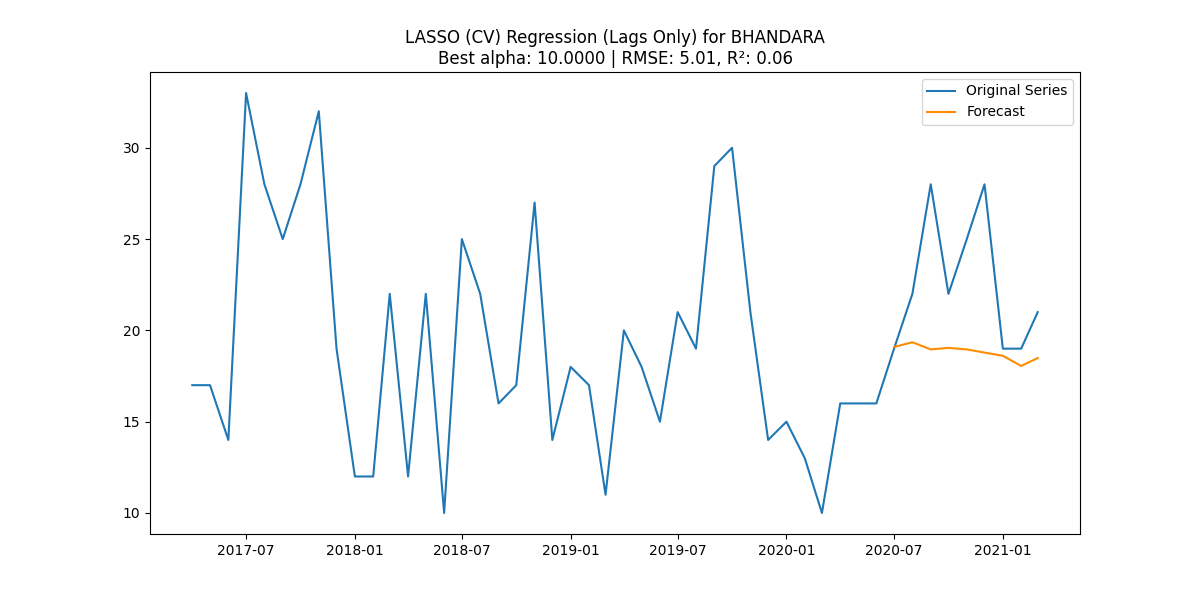 LASSO (CV) Regression (Lags Only) for BHANDARA
Best alpha: 10.0000 | RMSE: 5.01, R²: 0.06
Original Series
Forecast
30
25
20
15
10
2017-07 2018-01 2018-07 2019-01 2019-07 2020-01 2020-07 2021-01